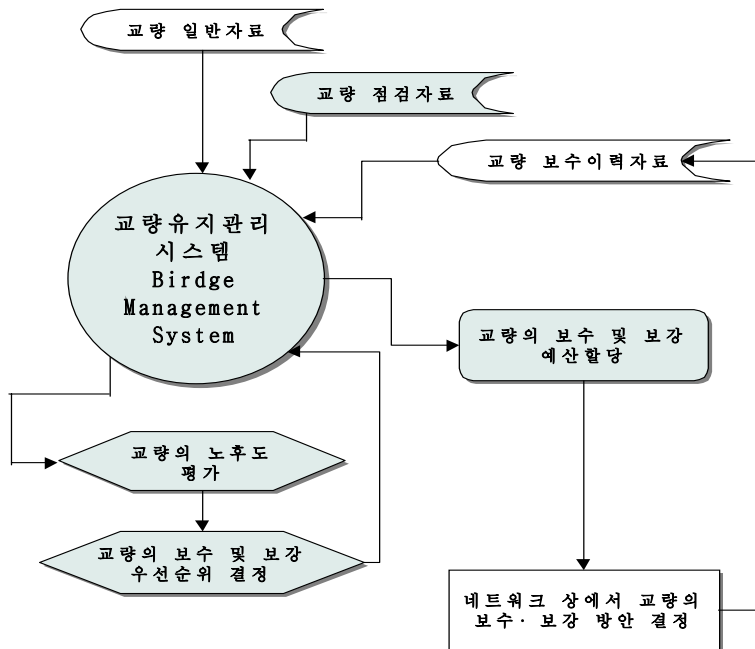 교량 일반자료
교량 점검자료
교량 보수이력자료
교량유지관리
시스템
Birdge
Management
System
교량의 보수 및 보강
예산할당
교량의 노후도
평가
교량의 보수 및 보강
우선순위 결정
네트워크 상에서 교량의
보수· 보강 방안 결정